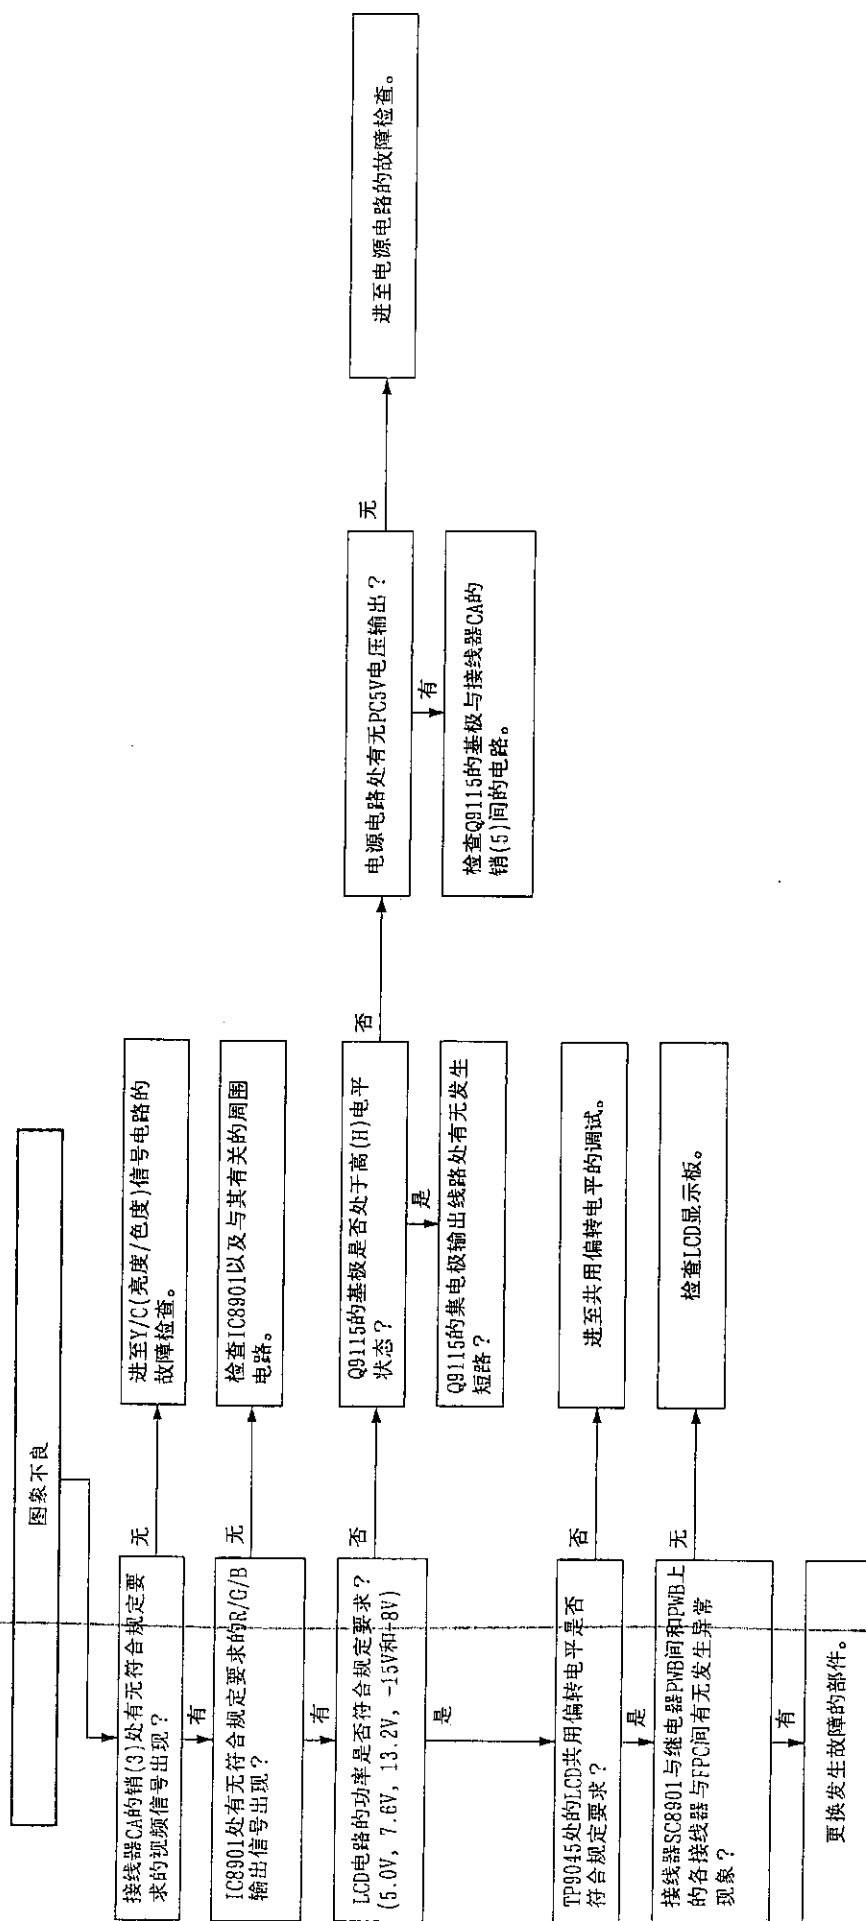 图象不良
接线器CA的销(3)处有无符合规定要
求的视频信号出现？
无
进至Y/C(亮度/色度)信号电路的
故障检查。
有
IC8901处有无符合规定要求的R/G/B
输出信号出现？
无
检查IC8901以及与其有关的周围
电路。
有
LCD电路的功率是否符合规定要求？
(5.0V, 7.6V, 13.2V, -15V和-8V)
否
Q9115的基极是否处于高(H)电平
状态？
否
电源电路处有无PC5V电压输出？
无
进至电源电路的故障检查。
有
检查Q9115的基极与接线器CA的
销(5)间的电路。
是
Q9115的集电极输出线路处有无发生
短路？
是
TP9045处的LCD共用偏转电平是否
符合规定要求？
否
进至共用偏转电平的调试。
是
接线器SC8901与继电器PWB间和PWB上
的各接线器与FPC间有无发生异常
现象？
无
检查LCD显示板。
有
更换发生故障的部件。